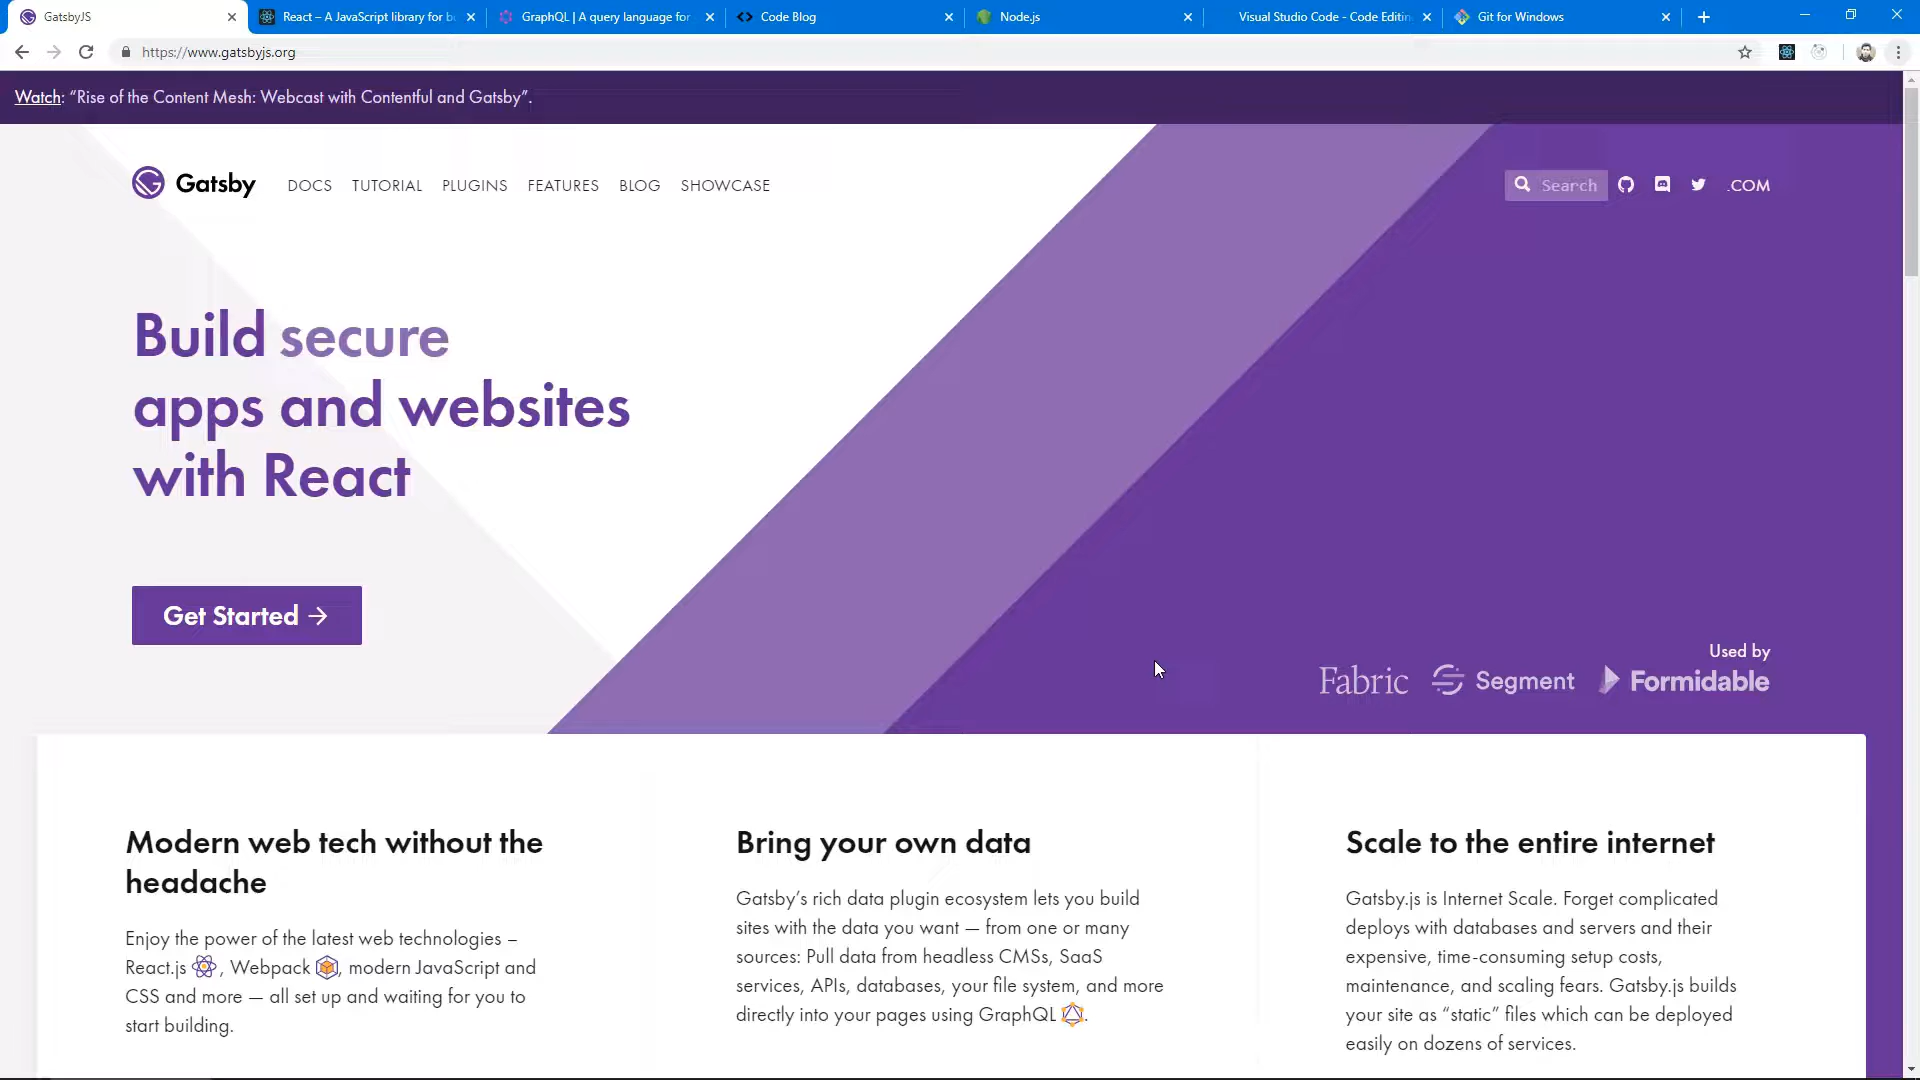 GatsbyJS
React – A JavaScript library for bu
GraphQL | A query language for
Code Blog
Node.js
Visual Studio Code - Code Editin
Git for Windows
https://www.gatsbyjs.org
Watch: “Rise of the Content Mesh: Webcast with Contentful and Gatsby”.
Gatsby
DOCS
TUTORIAL
PLUGINS
FEATURES
BLOG
SHOWCASE
Search
.COM
Build secure
apps and websites
with React
Get Started →
Used by
Fabric
Segment
Formidable
Modern web tech without the
headache
Enjoy the power of the latest web technologies –
React.js , Webpack , modern JavaScript and
CSS and more — all set up and waiting for you to
start building.
Bring your own data
Gatsby’s rich data plugin ecosystem lets you build
sites with the data you want — from one or many
sources: Pull data from headless CMSs, SaaS
services, APIs, databases, your file system, and more
directly into your pages using GraphQL .
Scale to the entire internet
Gatsby.js is Internet Scale. Forget complicated
deploys with databases and servers and their
expensive, time-consuming setup costs,
maintenance, and scaling fears. Gatsby.js builds
your site as “static” files which can be deployed
easily on dozens of services.